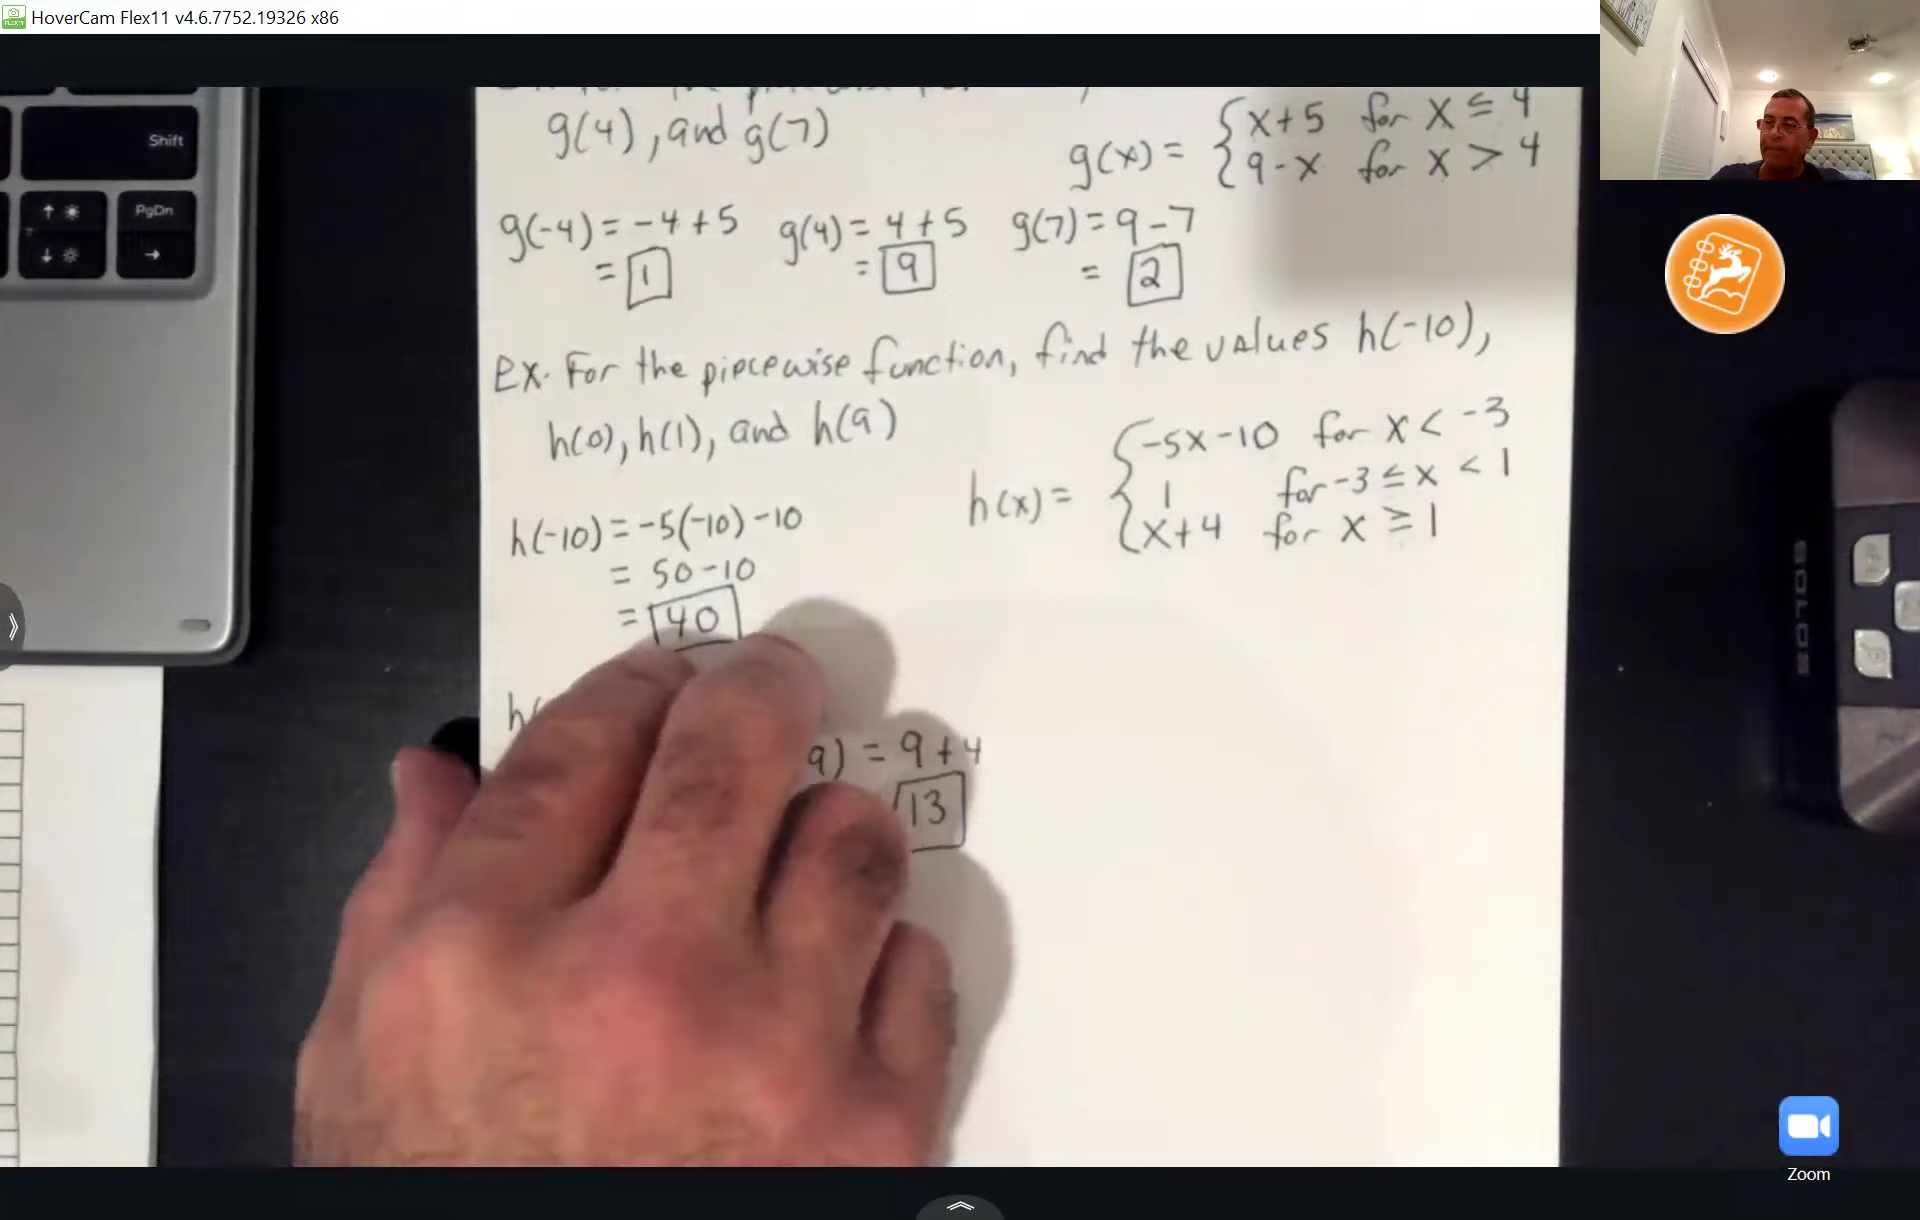 HoverCam Flex11 v4.6.7752.19326 x86
g(4), and g(7)
g(x) = { x+5 for x ≤ 4
9-x for x > 4
g(-4) = -4+5
= 1
g(4) = 4+5
= 9
g(7) = 9-7
= 2
ex. For the piecewise function, find the values h(-10),
h(0), h(1), and h(9)
h(x) = { -5x-10 for x < -3
1 for -3 ≤ x < 1
x+4 for x ≥ 1
h(-10) = -5(-10)-10
= 50-10
= 40
h(
9) = 9+4
13
Shift
PgDn
SOLOS
Zoom